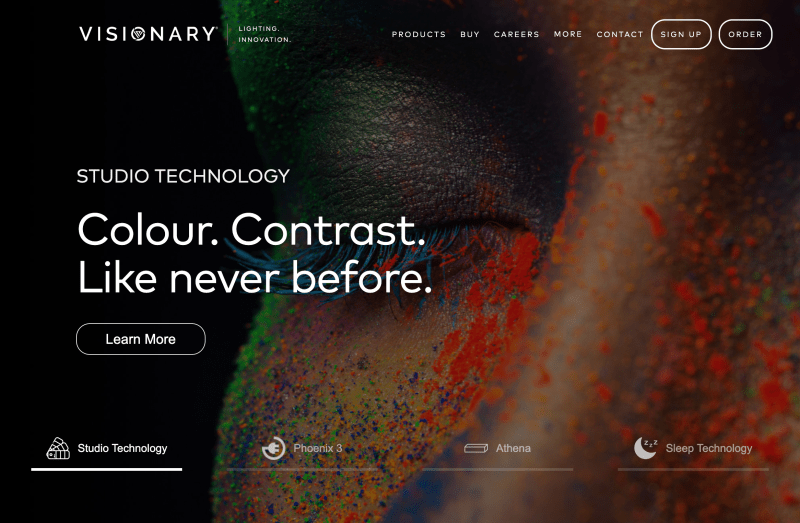 VISIONARY
LIGHTING.
INNOVATION.
PRODUCTS BUY CAREERS MORE CONTACT SIGN UP ORDER
STUDIO TECHNOLOGY
Colour. Contrast.
Like never before.
Learn More
Studio Technology
Phoenix 3
Athena
zzz Sleep Technology